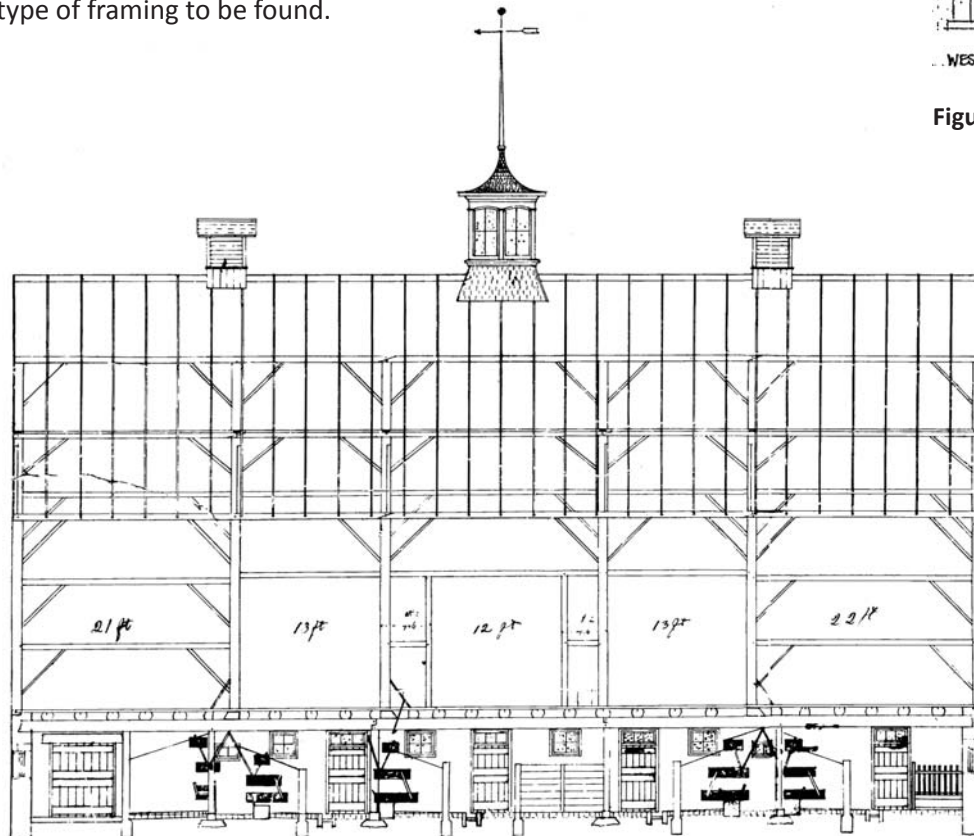 type of framing to be found.
WES
Figu
21 ft
13 ft
12 ft
13 ft
22 ft